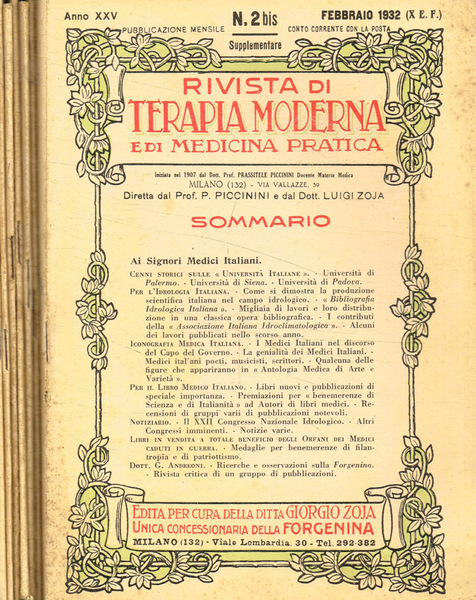 Anno XXV
N. 2 bis
FEBBRAIO 1932 (X E. F.)
PUBBLICAZIONE MENSILE
Supplementare
CONTO CORRENTE CON LA POSTA
RIVISTA DI
TERAPIA MODERNA
E DI MEDICINA PRATICA
Iniziata nel 1907 dal Dott. Prof. PRASSITELE PICCININI Docente Materia Medica
MILANO (132) - VIA VALLAZZE, 39
Diretta dal Prof. P. PICCININI e dal Dott. LUIGI ZOJA
SOMMARIO
Ai Signori Medici Italiani.
CENNI STORICI SULLE « UNIVERSITÀ ITALIANE ». - Università di
Palermo. - Università di Siena. - Università di Padova.
PER L'IDROLOGIA ITALIANA. - Come si dimostra la produzione
scientifica italiana nel campo idrologico. - « Bibliografia
Idrologica Italiana ». - Migliaia di lavori e loro distribu-
zione in una classica opera bibliografica. - I contributi
della « Associazione Italiana Idroclimatologica ». - Alcuni
dei lavori pubblicati nello scorso anno.
ICONOGRAFIA MEDICA ITALIANA. - I Medici Italiani nel discorso
del Capo del Governo. - La genialità dei Medici Italiani. -
Medici ital'ani poeti, musicisti, scrittori. - Qualcuna delle
figure che appariranno in « Antologia Medica di Arte e
Varietà ».
PER IL LIBRO MEDICO ITALIANO. - Libri nuovi e pubblicazioni di
speciale importanza. - Premiazioni per « benemerenze di
Scienza e di Italianità » ad Autori di libri medici. - Re-
censioni di gruppi varii di pubblicazioni notevoli.
NOTIZIARIO. - Il XXII Congresso Nazionale Idrologico. - Altri
Congressi imminenti. - Notizie varie.
LIBRI IN VENDITA A TOTALE BENEFICIO DEGLI ORFANI DEI MEDICI
CADUTI IN GUERRA. - Medaglie per benemerenze di filan-
tropia e di patriottismo.
DOTT. G. ANDREONI. - Ricerche e osservazioni sulla Forgenina.
- Rivista critica di un gruppo di pubblicazioni.
EDITA PER CURA DELLA DITTA GIORGIO ZOJA
UNICA CONCESSIONARIA DELLA FORGENINA
MILANO (132) - Viale Lombardia, 30 - Tel. 292-382